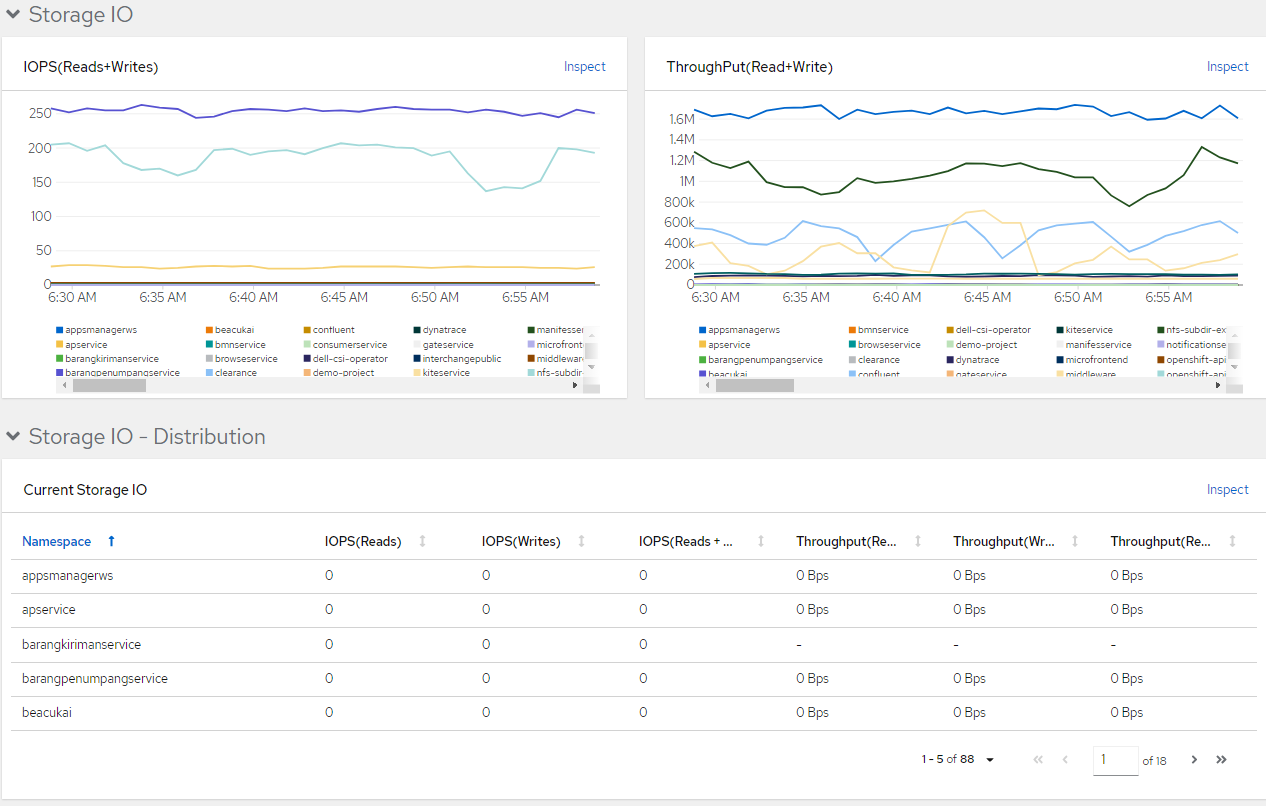 Storage IO
IOPS(Reads+Writes)
Inspect
250
200
150
100
50
0
6:30 AM 6:35 AM 6:40 AM 6:45 AM 6:50 AM 6:55 AM
appsmanagerws beacukai confluent dynatrace manifesser
apservice bmnservice consumerservice gateservice microfront
barangkirimanservice browseservice dell-csi-operator interchangepublic middleware
barangpenumpangservice clearance demo-project kiteservice nfs-subdir-
ThroughPut(Read+Write)
Inspect
1.6M
1.4M
1.2M
1M
800k
600k
400k
200k
0
6:30 AM 6:35 AM 6:40 AM 6:45 AM 6:50 AM 6:55 AM
appsmanagerws bmnservice dell-csi-operator kiteservice nfs-subdir-ex
apservice browseservice demo-project manifesservice notificationse
barangpenumpangservice clearance dynatrace microfrontend openshift-api
beacukai confluent gateservice middleware openshift-api
Storage IO - Distribution
Current Storage IO
Inspect
Namespace IOPS(Reads) IOPS(Writes) IOPS(Reads + ... Throughput(Re... Throughput(Wr... Throughput(Re...
appsmanagerws 0 0 0 0 Bps 0 Bps 0 Bps
apservice 0 0 0 0 Bps 0 Bps 0 Bps
barangkirimanservice 0 0 0 - - -
barangpenumpangservice 0 0 0 0 Bps 0 Bps 0 Bps
beacukai 0 0 0 0 Bps 0 Bps 0 Bps
1 - 5 of 88 1 of 18